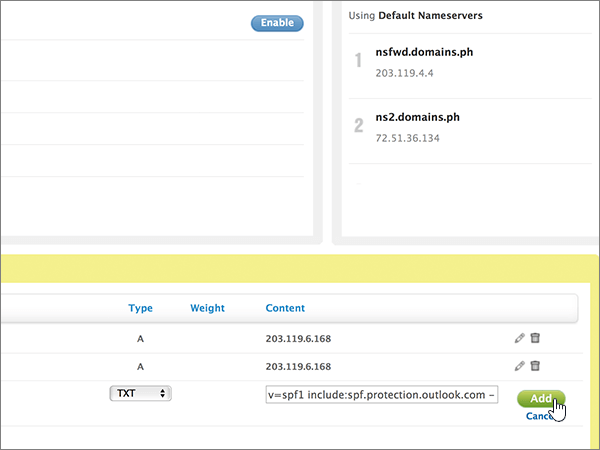 Enable
Using Default Nameservers
1 nsfwd.domains.ph
203.119.4.4
2 ns2.domains.ph
72.51.36.134
Type Weight Content
A 203.119.6.168
A 203.119.6.168
TXT v=spf1 include:spf.protection.outlook.com – Add